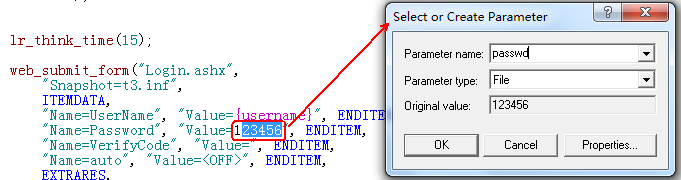 lr_think_time(15);
web_submit_form("Login.ashx",
"Snapshot=t3.inf",
ITEMDATA,
"Name=UserName", "Value={username}", ENDITEM,
"Name=Password", "Value=123456", ENDITEM,
"Name=VerifyCode", "Value=", ENDITEM,
"Name=auto", "Value=<OFF>", ENDITEM,
EXTRARES,
Select or Create Parameter
Parameter name: passwd
Parameter type: File
Original value: 123456
OK Cancel Properties...